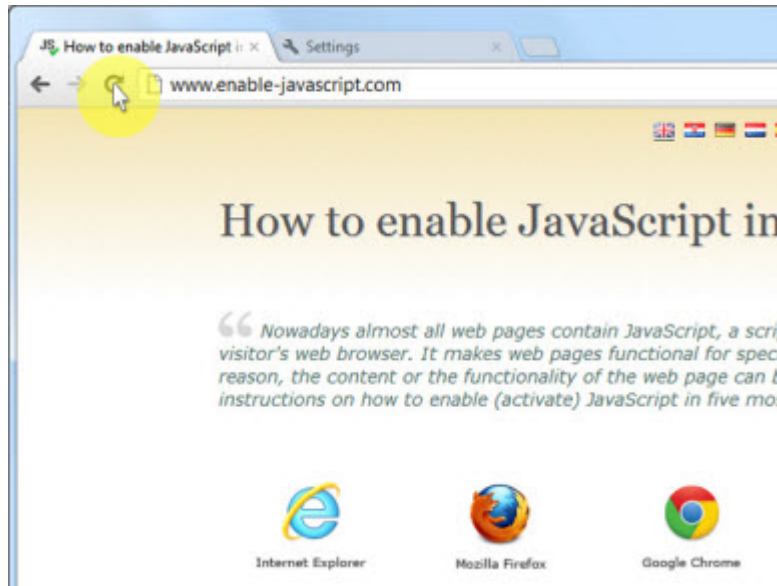 JS How to enable JavaScript i
Settings
www.enable-javascript.com
How to enable JavaScript in
Nowadays almost all web pages contain JavaScript, a scri
visitor's web browser. It makes web pages functional for spec
reason, the content or the functionality of the web page can b
instructions on how to enable (activate) JavaScript in five mo
Internet Explorer
Mozilla Firefox
Google Chrome